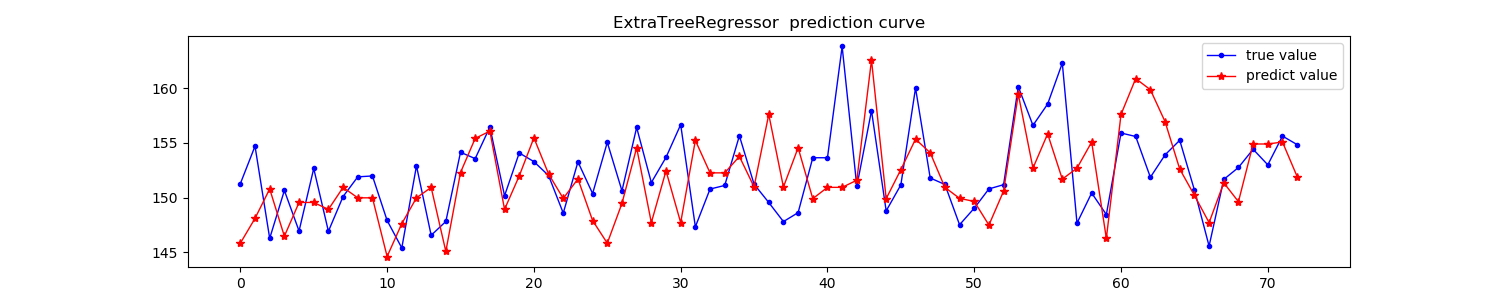 ExtraTreeRegressor  prediction curve
true value
predict value
160
155
150
145
0 10 20 30 40 50 60 70